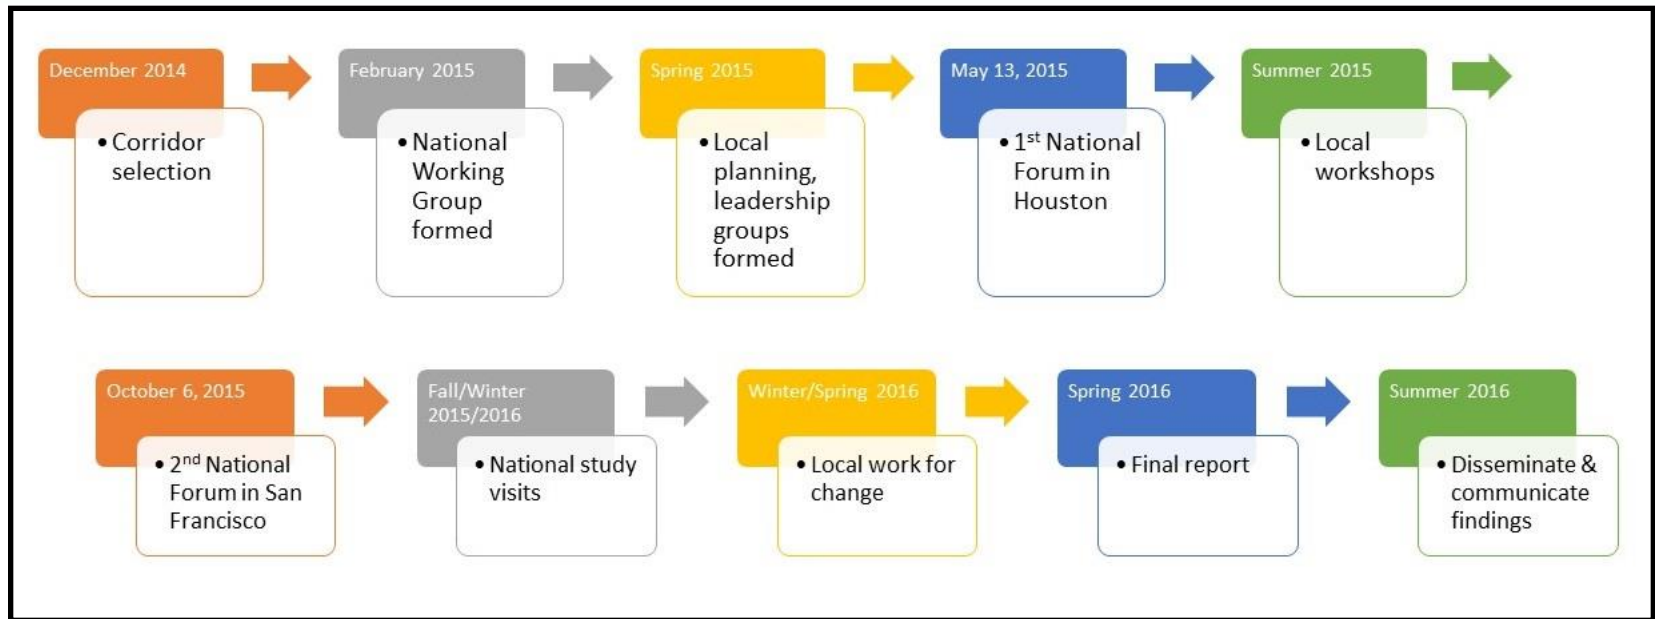 December 2014
• Corridor
selection
February 2015
• National
Working
Group
formed
Spring 2015
• Local
planning,
leadership
groups
formed
May 13, 2015
• 1st National
Forum in
Houston
Summer 2015
• Local
workshops
October 6, 2015
• 2nd National
Forum in San
Francisco
Fall/Winter
2015/2016
• National study
visits
Winter/Spring 2016
• Local work for
change
Spring 2016
• Final report
Summer 2016
• Disseminate &
communicate
findings